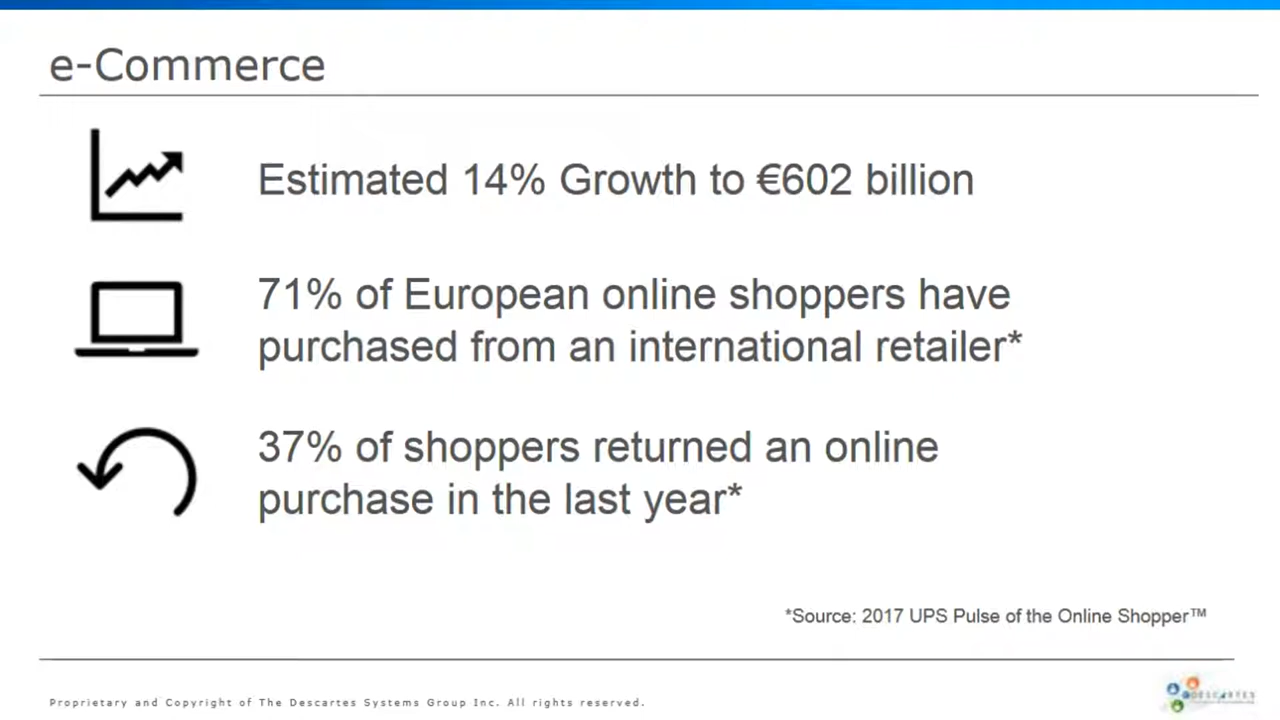 e-Commerce
Estimated 14% Growth to €602 billion
71% of European online shoppers have
purchased from an international retailer*
37% of shoppers returned an online
purchase in the last year*
*Source: 2017 UPS Pulse of the Online Shopper™
Proprietary and Copyright of The Descartes Systems Group Inc. All rights reserved.
DESCARTES